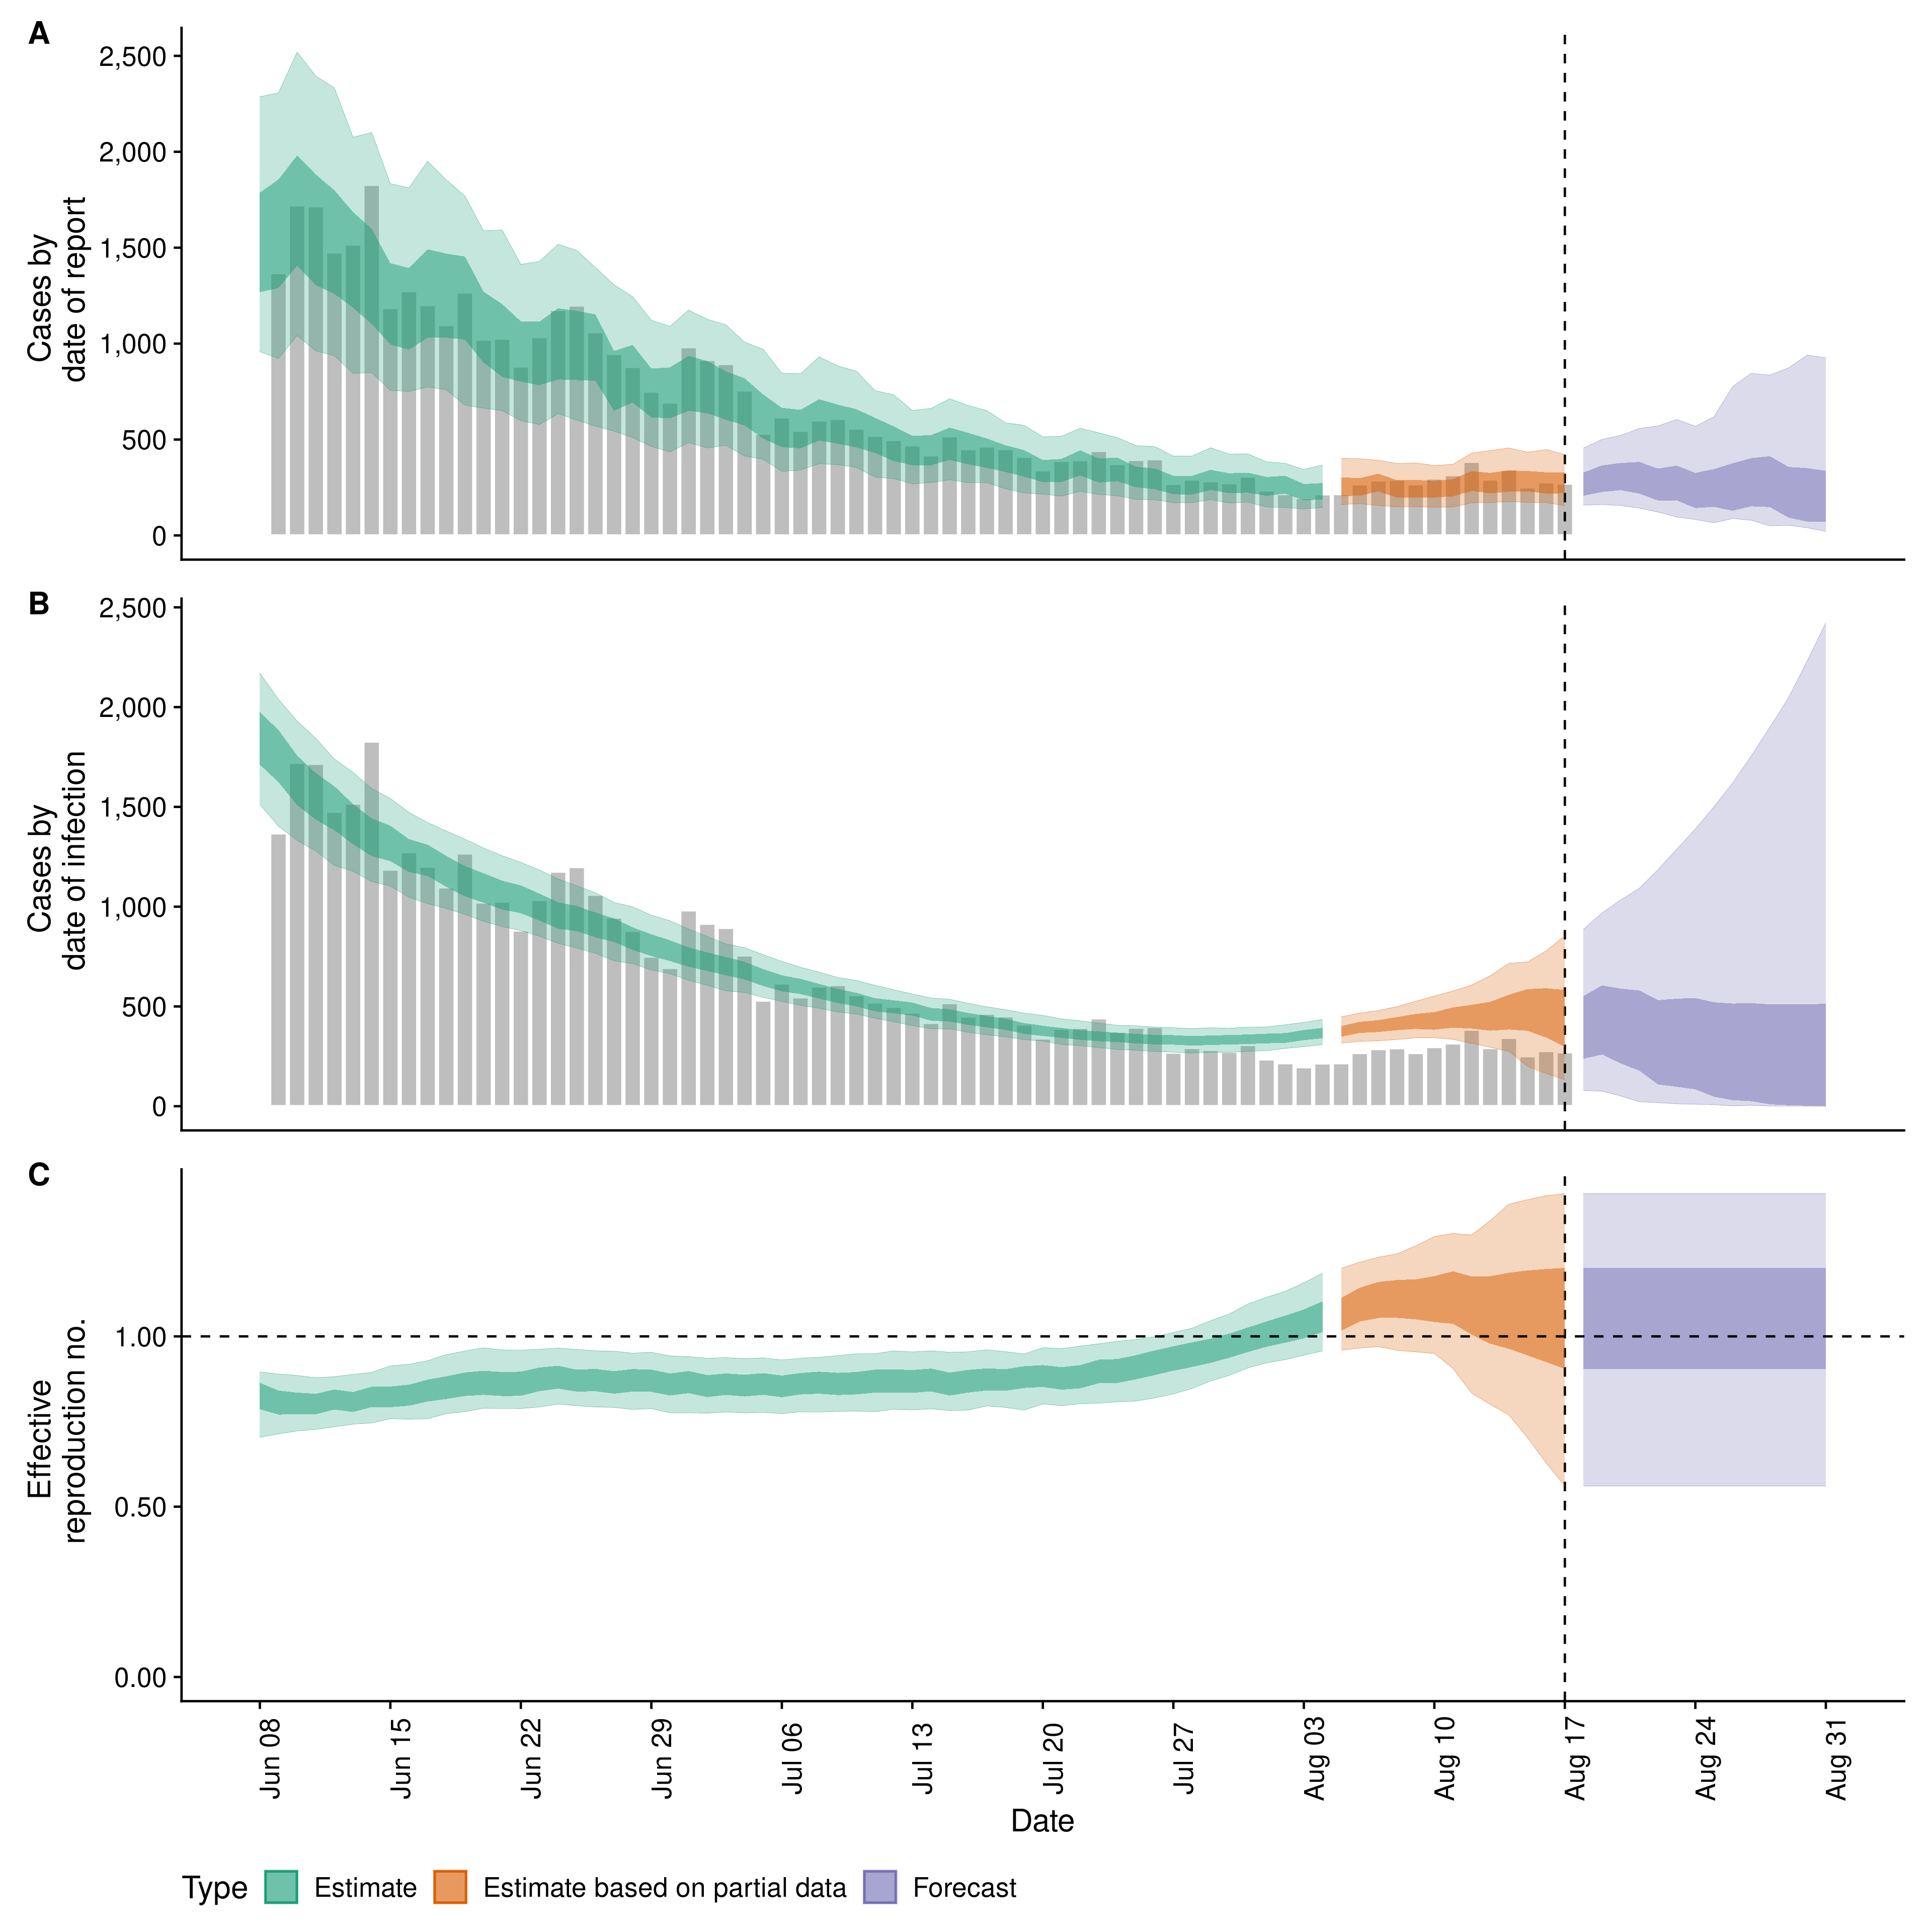 A
Cases by
date of report
2,500
2,000
1,500
1,000
500
0
B
Cases by
date of infection
2,500
2,000
1,500
1,000
500
0
C
Effective
reproduction no.
1.00
0.50
0.00
Jun 08
Jun 15
Jun 22
Jun 29
Jul 06
Jul 13
Jul 20
Jul 27
Aug 03
Aug 10
Aug 17
Aug 24
Aug 31
Date
Type Estimate Estimate based on partial data Forecast